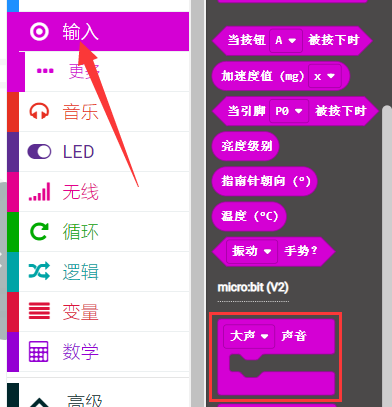 输入
更多
音乐
LED
无线
循环
逻辑
变量
数学
高级
当按钮 A 被按下时
加速度值 (mg) x
当引脚 P0 被按下时
亮度级别
指南针朝向 (°)
温度 (°C)
振动 手势？
micro:bit (V2)
大声 声音